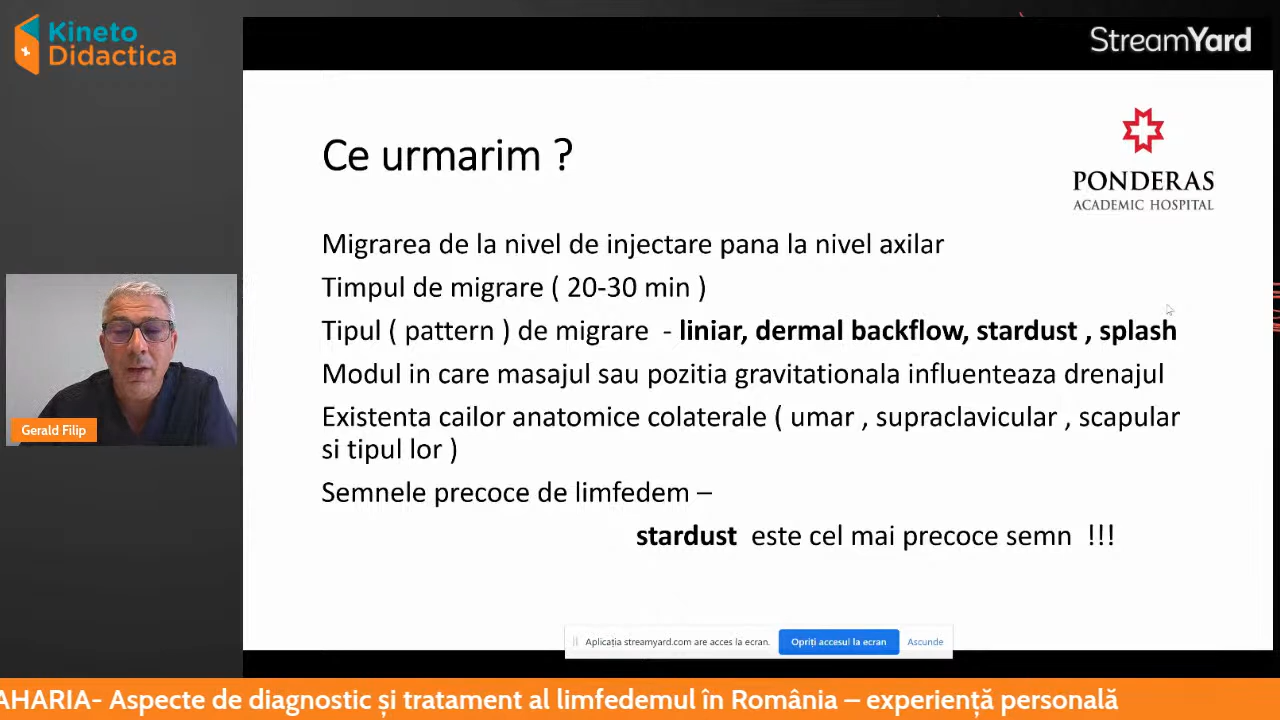 Kineto
Didactica
StreamYard
Ce urmarim ?
PONDERAS
ACADEMIC HOSPITAL
Migrarea de la nivel de injectare pana la nivel axilar
Timpul de migrare ( 20-30 min )
Tipul ( pattern ) de migrare - liniar, dermal backflow, stardust , splash
Modul in care masajul sau pozitia gravitationala influenteaza drenajul
Existenta cailor anatomice colaterale ( umar , supraclavicular , scapular
si tipul lor )
Semnele precoce de limfedem –
stardust este cel mai precoce semn !!!
Gerald Filip
Aplicația streamyard.com are acces la ecran.
Opriți accesul la ecran
Ascunde
AHARIA- Aspecte de diagnostic și tratament al limfedemului în România – experiență personală